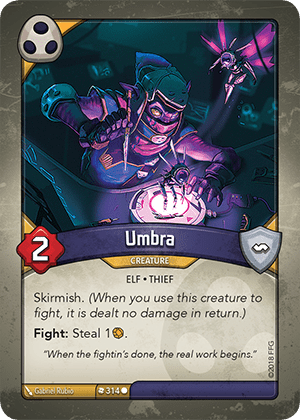 Umbra
2
CREATURE
ELF • THIEF
Skirmish. (When you use this creature to
fight, it is dealt no damage in return.)
Fight: Steal 1
"When the fightin's done, the real work begins."
©2018 FFG
Gabriel Rubio
314